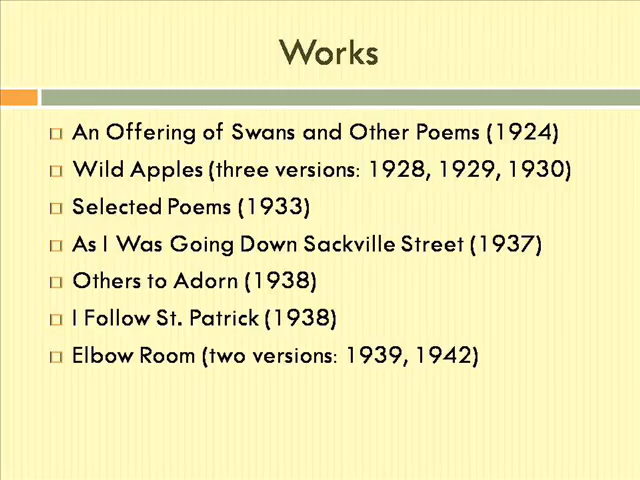 Works
An Offering of Swans and Other Poems (1924)
Wild Apples (three versions: 1928, 1929, 1930)
Selected Poems (1933)
As I Was Going Down Sackville Street (1937)
Others to Adorn (1938)
I Follow St. Patrick (1938)
Elbow Room (two versions: 1939, 1942)